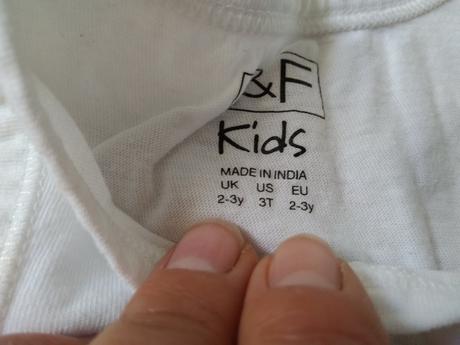 &F
Kids
MADE IN INDIA
UK US EU
2-3y 3T 2-3y